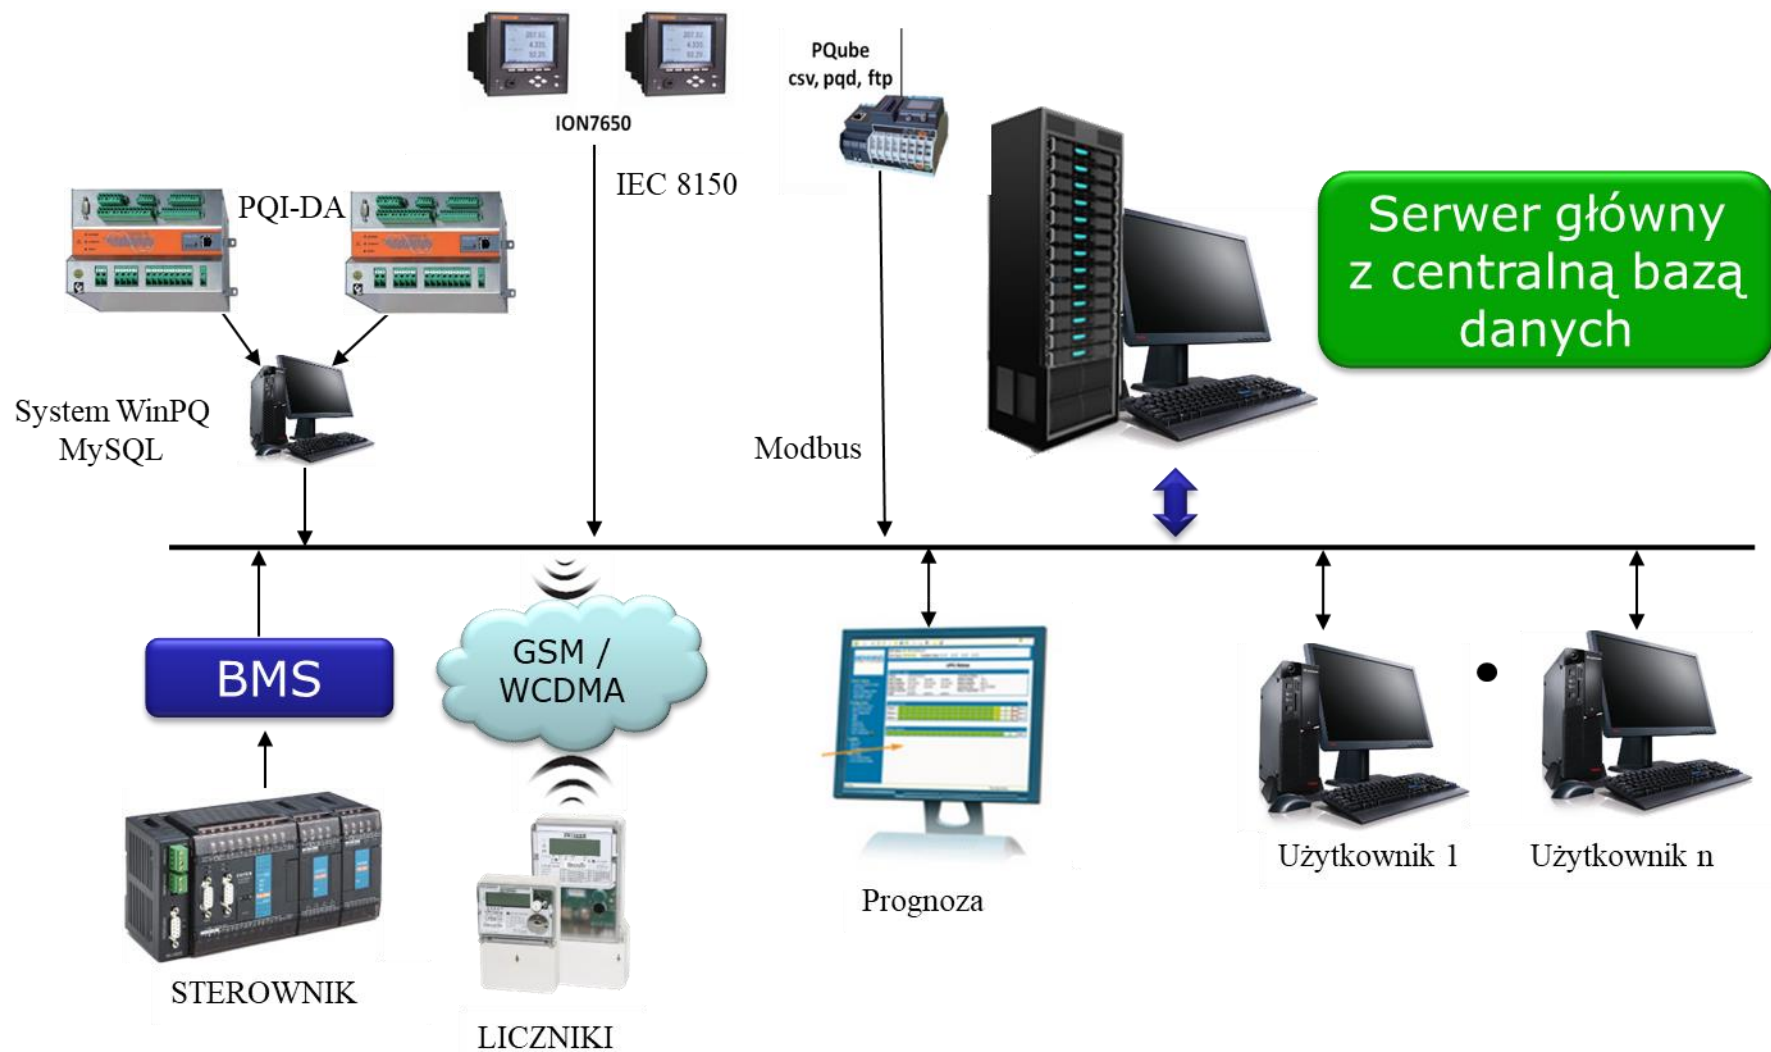 PQube
csv, pqd, ftp
ION7650
IEC 8150
PQI-DA
Serwer główny
z centralną bazą
danych
System WinPQ
MySQL
Modbus
BMS
GSM /
WCDMA
Użytkownik 1
Użytkownik n
Prognoza
STEROWNIK
LICZNIKI